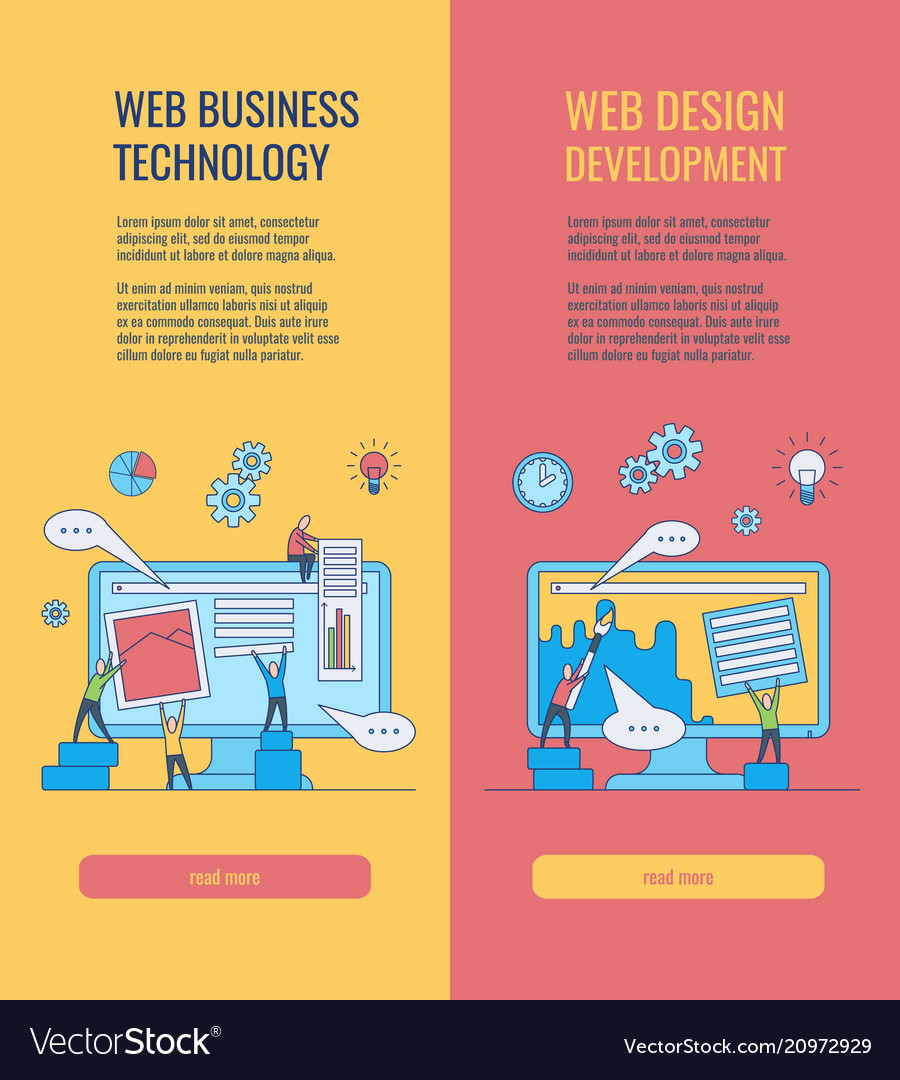 WEB BUSINESS
TECHNOLOGY
Lorem ipsum dolor sit amet, consectetur
adipiscing elit, sed do eiusmod tempor
incididunt ut labore et dolore magna aliqua.
Ut enim ad minim veniam, quis nostrud
exercitation ullamco laboris nisi ut aliquip
ex ea commodo consequat. Duis aute irure
dolor in reprehenderit in voluptate velit esse
cillum dolore eu fugiat nulla pariatur.
read more
WEB DESIGN
DEVELOPMENT
Lorem ipsum dolor sit amet, consectetur
adipiscing elit, sed do eiusmod tempor
incididunt ut labore et dolore magna aliqua.
Ut enim ad minim veniam, quis nostrud
exercitation ullamco laboris nisi ut aliquip
ex ea commodo consequat. Duis aute irure
dolor in reprehenderit in voluptate velit esse
cillum dolore eu fugiat nulla pariatur.
read more
VectorStock®
VectorStock.com/20972929